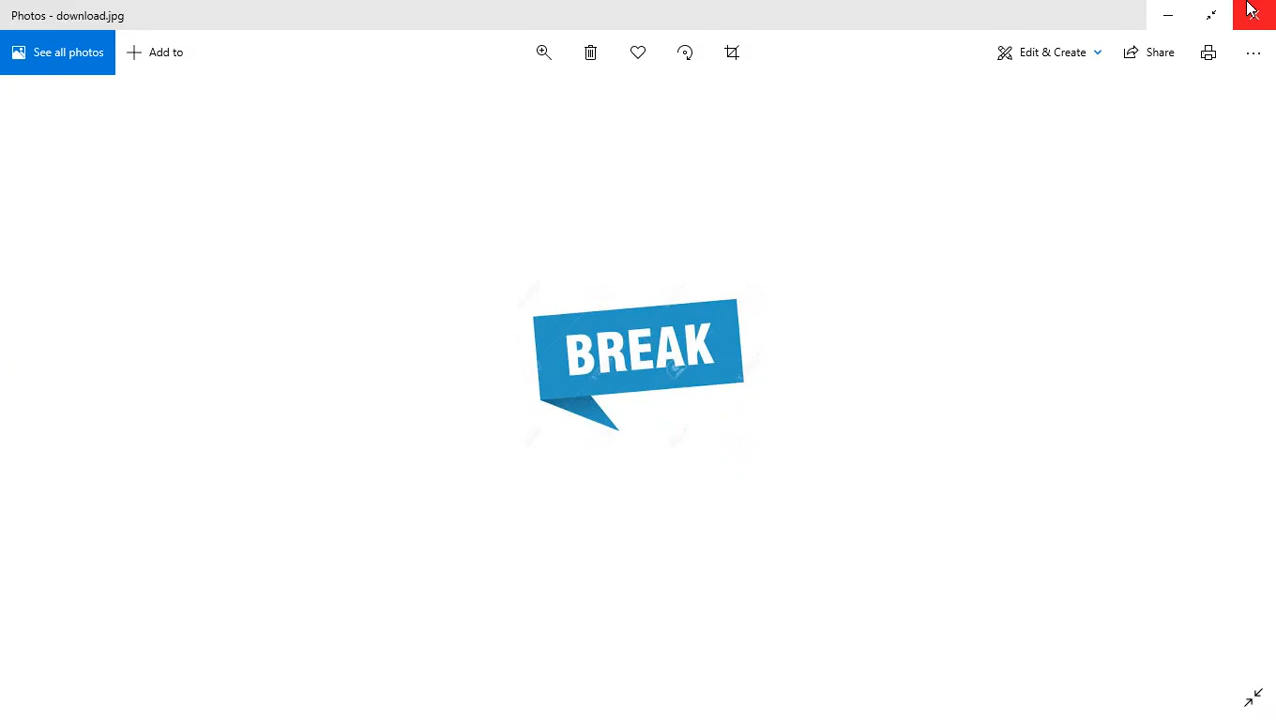 Photos - download.jpg
See all photos
Add to
Edit & Create
Share
BREAK